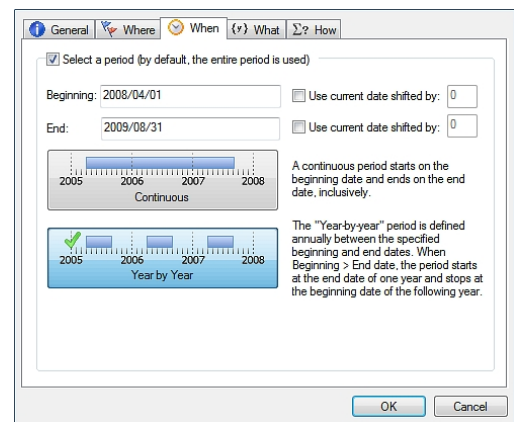 General Where When {y} What Σ? How
Select a period (by default, the entire period is used)
Beginning: 2008/04/01 Use current date shifted by: 0
End: 2009/08/31 Use current date shifted by: 0
2005 2006 2007 2008
Continuous
A continuous period starts on the
beginning date and ends on the end
date, inclusively.
2005 2006 2007 2008
Year by Year
The "Year-by-year" period is defined
annually between the specified
beginning and end dates. When
Beginning > End date, the period starts
at the end date of one year and stops at
the beginning date of the following year.
OK Cancel